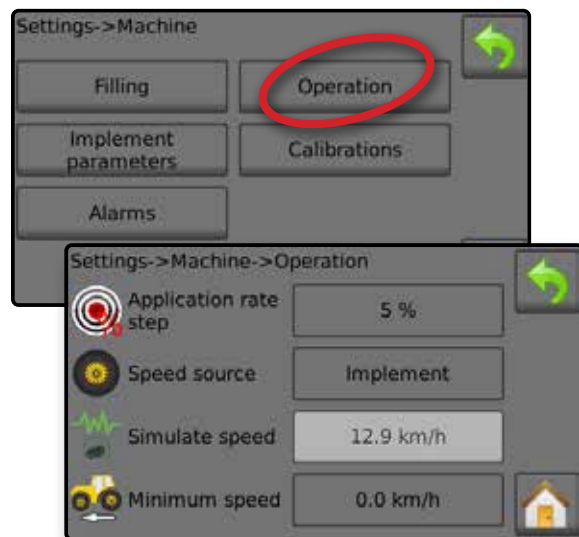 Settings->Machine
Filling
Operation
Implement
parameters
Calibrations
Alarms
Settings->Machine->Operation
Application rate
step
5 %
Speed source
Implement
Simulate speed
12.9 km/h
Minimum speed
0.0 km/h